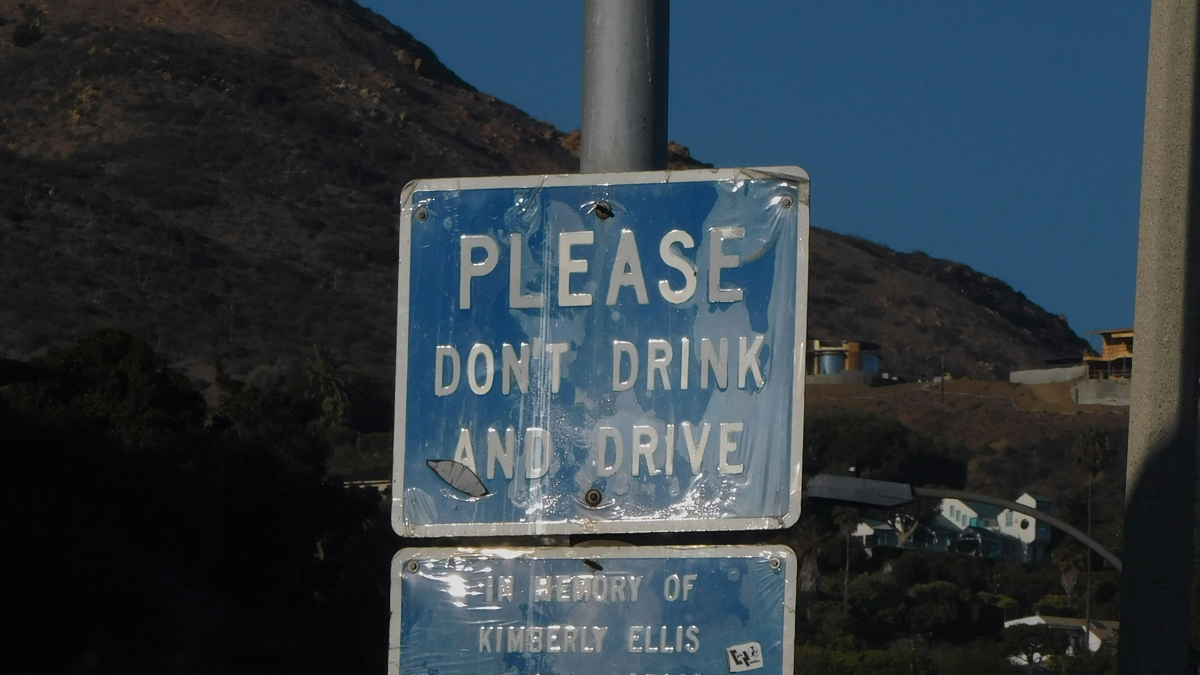 PLEASE
DON'T DRINK
AND DRIVE
IN MEMORY OF
KIMBERLY ELLIS